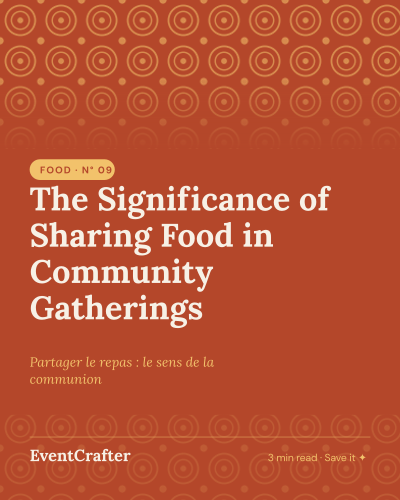 FOOD · N° 09
The Significance of
Sharing Food in
Community
Gatherings
Partager le repas : le sens de la
communion
EventCrafter
3 min read · Save it ✦